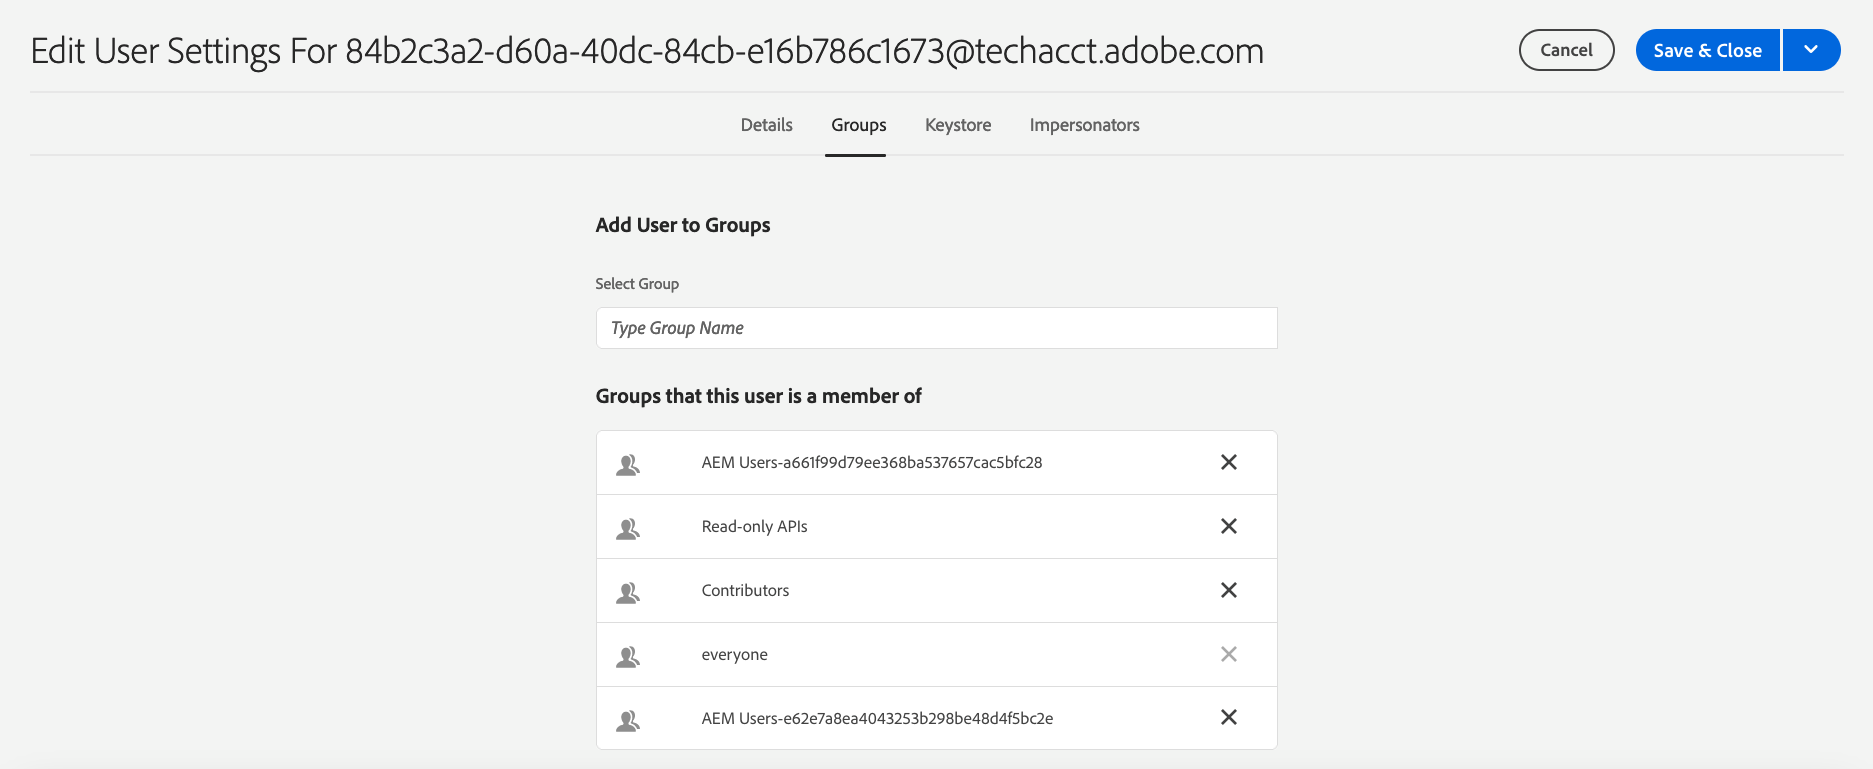 Edit User Settings For 84b2c3a2-d60a-40dc-84cb-e16b786c1673@techacct.adobe.com
Cancel
Save & Close
Details
Groups
Keystore
Impersonators
Add User to Groups
Select Group
Type Group Name
Groups that this user is a member of
AEM Users-a661f99d79ee368ba537657cac5bfc28
Read-only APIs
Contributors
everyone
AEM Users-e62e7a8ea4043253b298be48d4f5bc2e